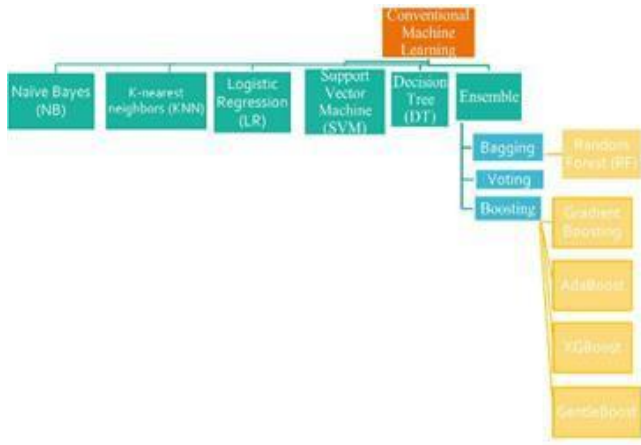 Conventional
Machine
Learning
Naïve Bayes
(NB)
K-nearest
neighbors (KNN)
Logistic
Regression
(LR)
Support
Vector
Machine
(SVM)
Decision
Tree
(DT)
Ensemble
Bagging
Random
Forest (RF)
Voting
Boosting
Gradient
Boosting
AdaBoost
XGBoost
GentleBoost